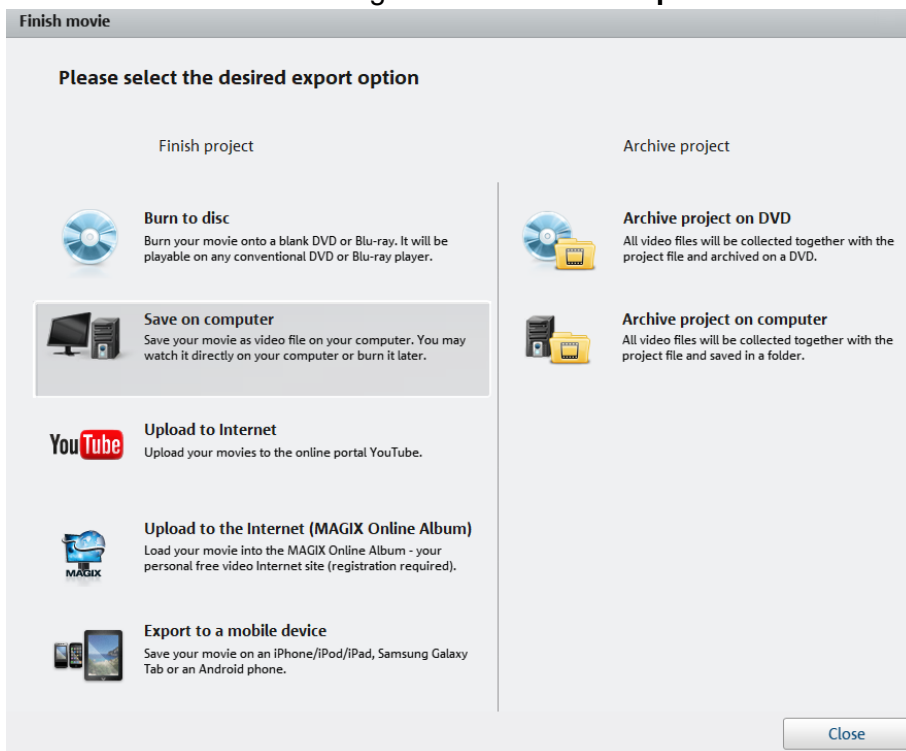 Finish movie
Please select the desired export option
Finish project
Burn to disc
Burn your movie onto a blank DVD or Blu-ray. It will be
playable on any conventional DVD or Blu-ray player.
Save on computer
Save your movie as video file on your computer. You may
watch it directly on your computer or burn it later.
You Tube
Upload to Internet
Upload your movies to the online portal YouTube.
Upload to the Internet (MAGIX Online Album)
Load your movie into the MAGIX Online Album - your
personal free video Internet site (registration required).
MAGIX
Export to a mobile device
Save your movie on an iPhone/iPod/iPad, Samsung Galaxy
Tab or an Android phone.
Archive project
Archive project on DVD
All video files will be collected together with the
project file and archived on a DVD.
Archive project on computer
All video files will be collected together with the
project file and saved in a folder.
Close